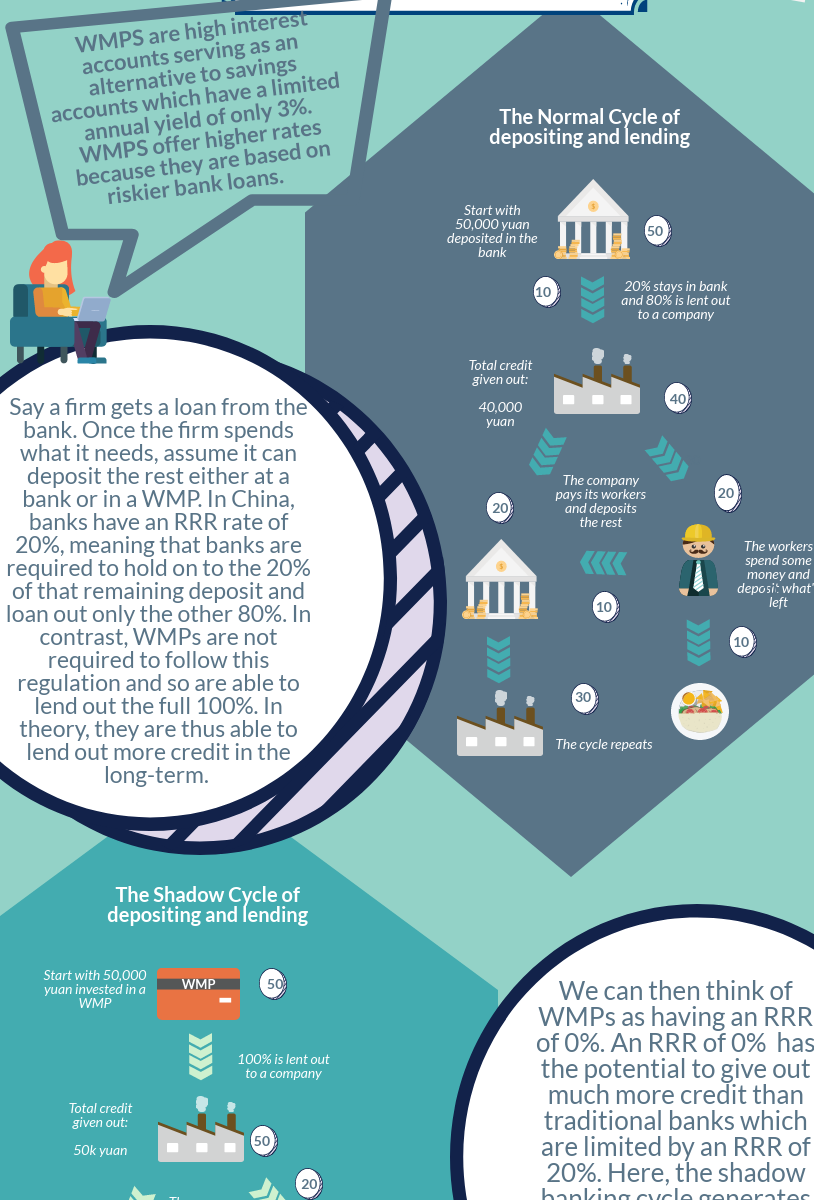 WMPS are high interest
accounts serving as an
alternative to savings
accounts which have a limited
annual yield of only 3%.
WMPS offer higher rates
because they are based on
riskier bank loans.
The Normal Cycle of
depositing and lending
Start with
50,000 yuan
deposited in the
bank
50
10
20% stays in bank
and 80% is lent out
to a company
Total credit
given out:
40,000
yuan
40
The company
pays its workers
and deposits
the rest
20
20
The workers
spend some
money and
deposit what'
left
10
10
30
The cycle repeats
Say a firm gets a loan from the
bank. Once the firm spends
what it needs, assume it can
deposit the rest either at a
bank or in a WMP. In China,
banks have an RRR rate of
20%, meaning that banks are
required to hold on to the 20%
of that remaining deposit and
loan out only the other 80%. In
contrast, WMPs are not
required to follow this
regulation and so are able to
lend out the full 100%. In
theory, they are thus able to
lend out more credit in the
long-term.
The Shadow Cycle of
depositing and lending
Start with 50,000
yuan invested in a
WMP
WMP
50
100% is lent out
to a company
Total credit
given out:
50k yuan
50
20
We can then think of
WMPs as having an RRR
of 0%. An RRR of 0% has
the potential to give out
much more credit than
traditional banks which
are limited by an RRR of
20%. Here, the shadow
banking cycle generates